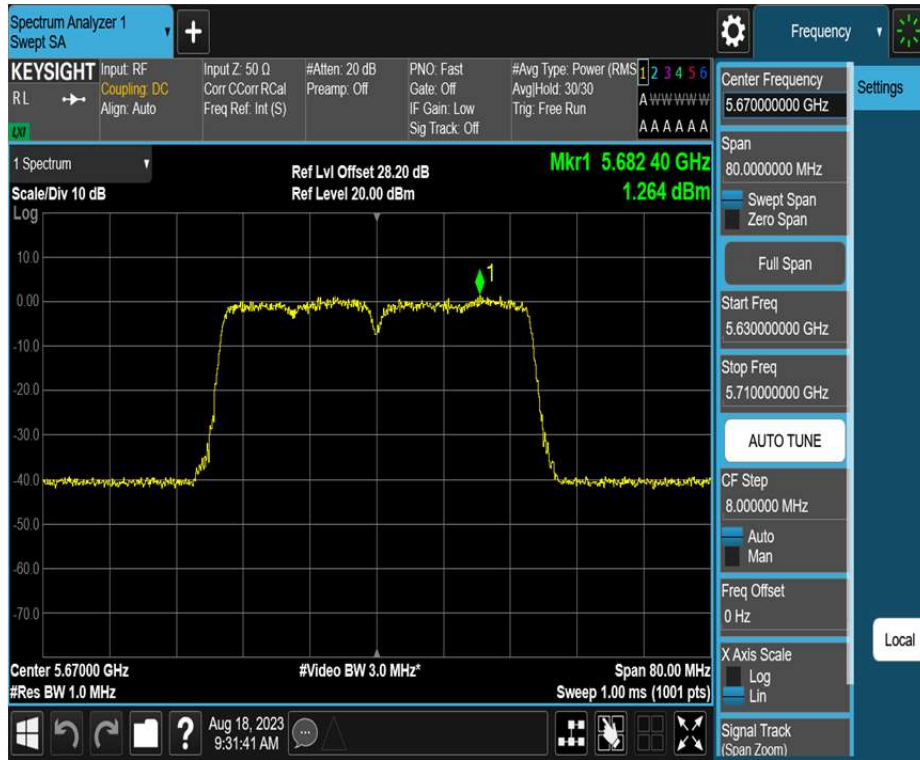 Spectrum Analyzer 1
Swept SA
+
Frequency
KEYSIGHT
R L
LXI
Input: RF
Coupling: DC
Align: Auto
Input Z: 50 Ω
Corr CCorr RCal
Freq Ref: Int (S)
#Atten: 20 dB
Preamp: Off
PNO: Fast
Gate: Off
IF Gain: Low
Sig Track: Off
#Avg Type: Power (RMS
Avg|Hold: 30/30
Trig: Free Run
1 2 3 4 5 6
A W W W W W
A A A A A A
1 Spectrum
Scale/Div 10 dB
Log
Ref Lvl Offset 28.20 dB
Ref Level 20.00 dBm
Mkr1 5.682 40 GHz
1.264 dBm
1
10.0
0.00
-10.0
-20.0
-30.0
-40.0
-50.0
-60.0
-70.0
Center 5.67000 GHz
#Res BW 1.0 MHz
#Video BW 3.0 MHz*
Span 80.00 MHz
Sweep 1.00 ms (1001 pts)
?
Aug 18, 2023
9:31:41 AM
Center Frequency
5.670000000 GHz
Span
80.0000000 MHz
Swept Span
Zero Span
Full Span
Start Freq
5.630000000 GHz
Stop Freq
5.710000000 GHz
AUTO TUNE
CF Step
8.000000 MHz
Auto
Man
Freq Offset
0 Hz
X Axis Scale
Log
Lin
Signal Track
(Span Zoom)
Settings
Local